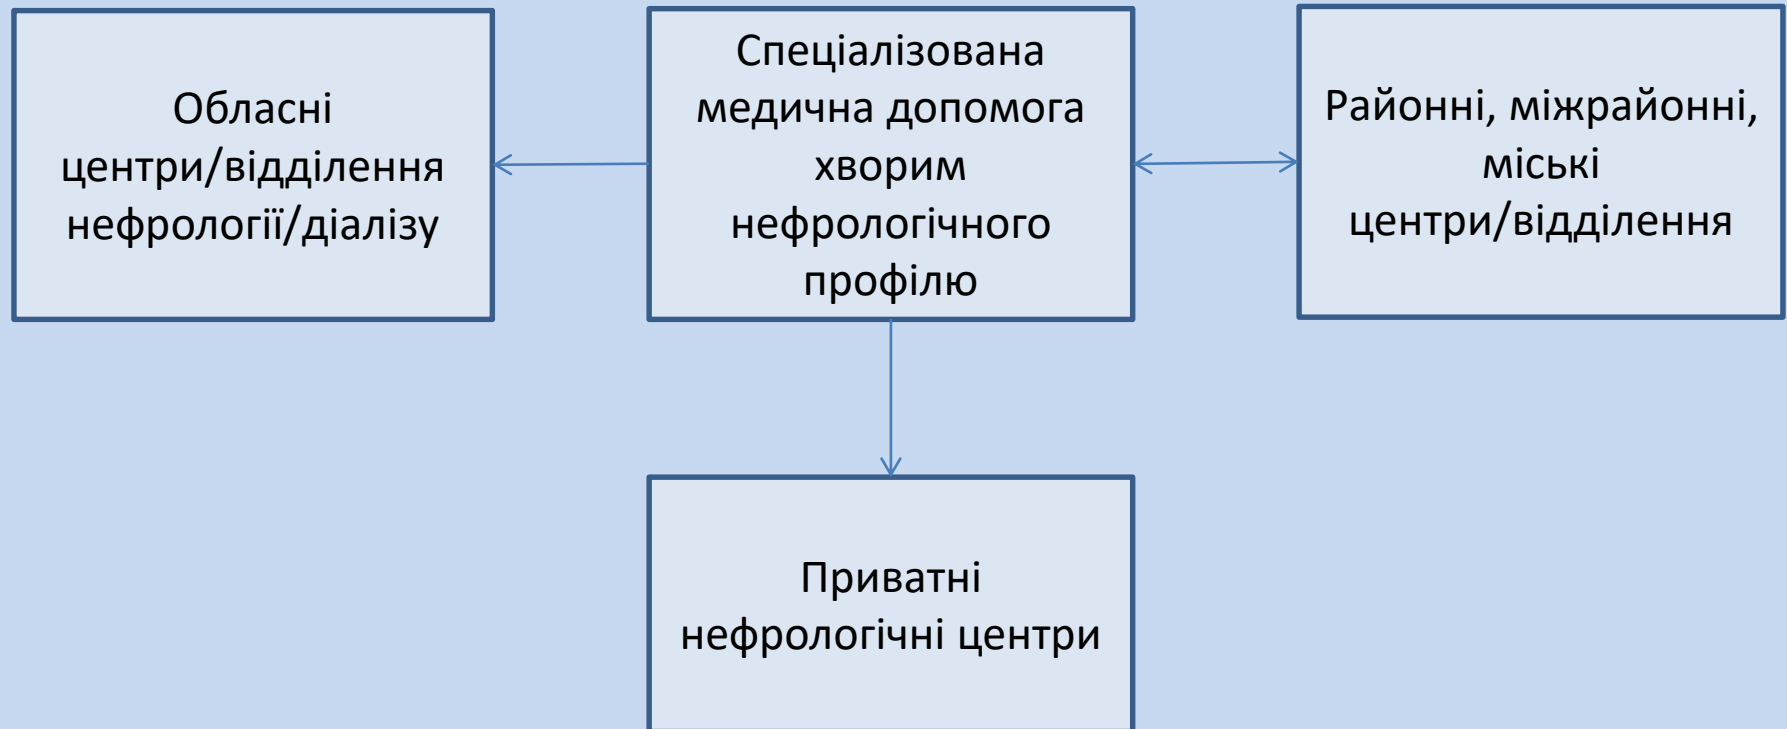 Обласні
центри/відділення
нефрології/діалізу
Спеціалізована
медична допомога
хворим
нефрологічного
профілю
Районні, міжрайонні,
міські
центри/відділення
Приватні
нефрологічні центри